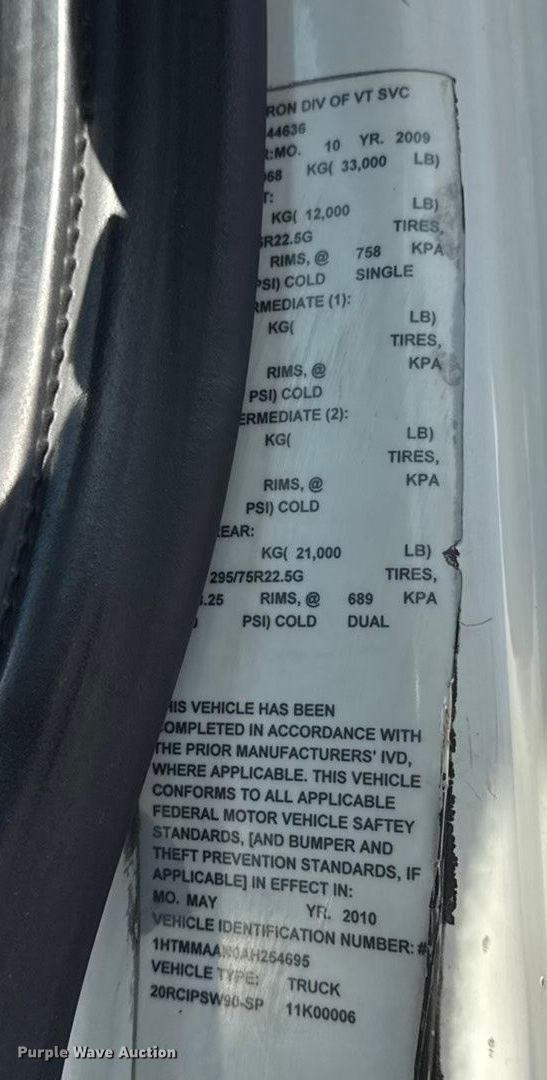 RON DIV OF VT SVC
44636
R:MO. 10 YR. 2009
968 KG( 33,000 LB)
T:
KG( 12,000 LB)
R22.5G TIRES,
RIMS, @ 758 KPA
PSI) COLD SINGLE
RMEDIATE (1):
KG( LB)
TIRES,
RIMS, @ KPA
PSI) COLD
ERMEDIATE (2):
KG( LB)
TIRES,
RIMS, @ KPA
PSI) COLD
EAR:
KG( 21,000 LB)
295/75R22.5G TIRES,
.25 RIMS, @ 689 KPA
PSI) COLD DUAL
HIS VEHICLE HAS BEEN
COMPLETED IN ACCORDANCE WITH
THE PRIOR MANUFACTURERS' IVD,
WHERE APPLICABLE. THIS VEHICLE
CONFORMS TO ALL APPLICABLE
FEDERAL MOTOR VEHICLE SAFTEY
STANDARDS, [AND BUMPER AND
THEFT PREVENTION STANDARDS, IF
APPLICABLE] IN EFFECT IN:
MO. MAY YR. 2010
VEHICLE IDENTIFICATION NUMBER: #
VEHICLE TYPE: TRUCK
20RCIPSW90-SP 11K00006
Purple Wave Auction